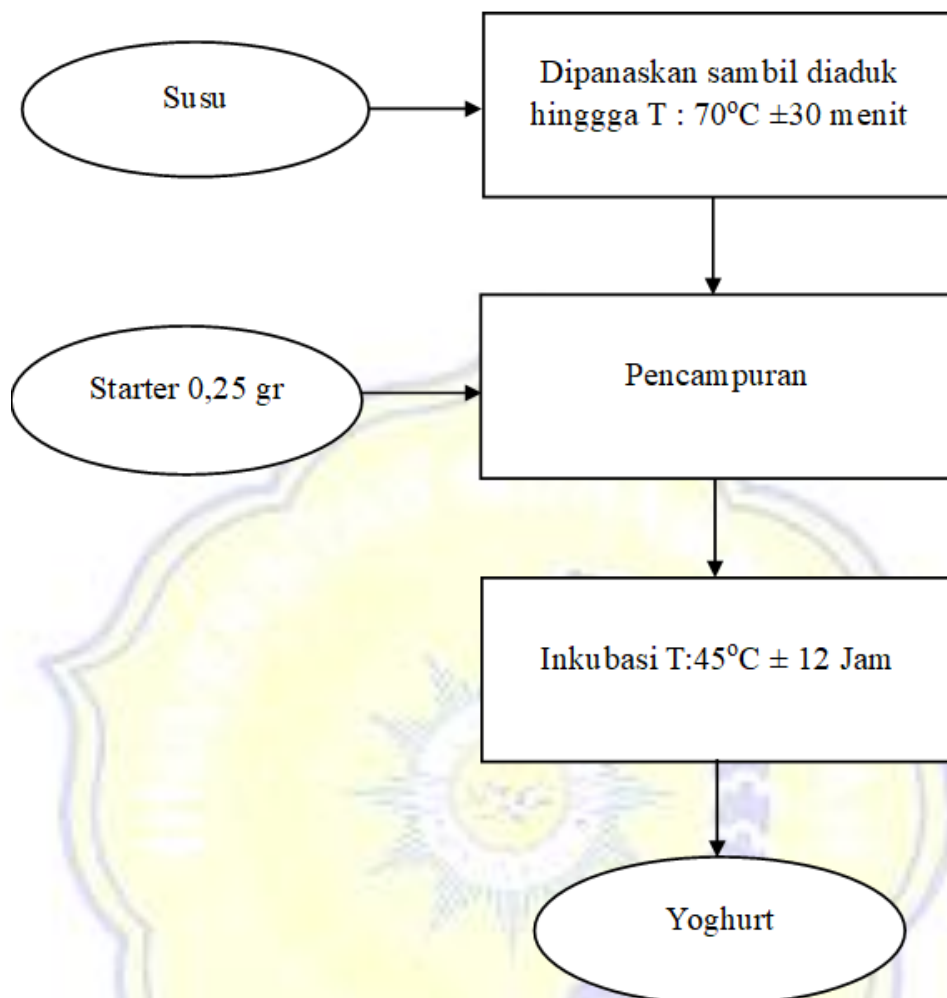 Susu
Dipanaskan sambil diaduk
hinggga T : 70°C ±30 menit
Starter 0,25 gr
Pencampuran
Inkubasi T:45°C ± 12 Jam
Yoghurt